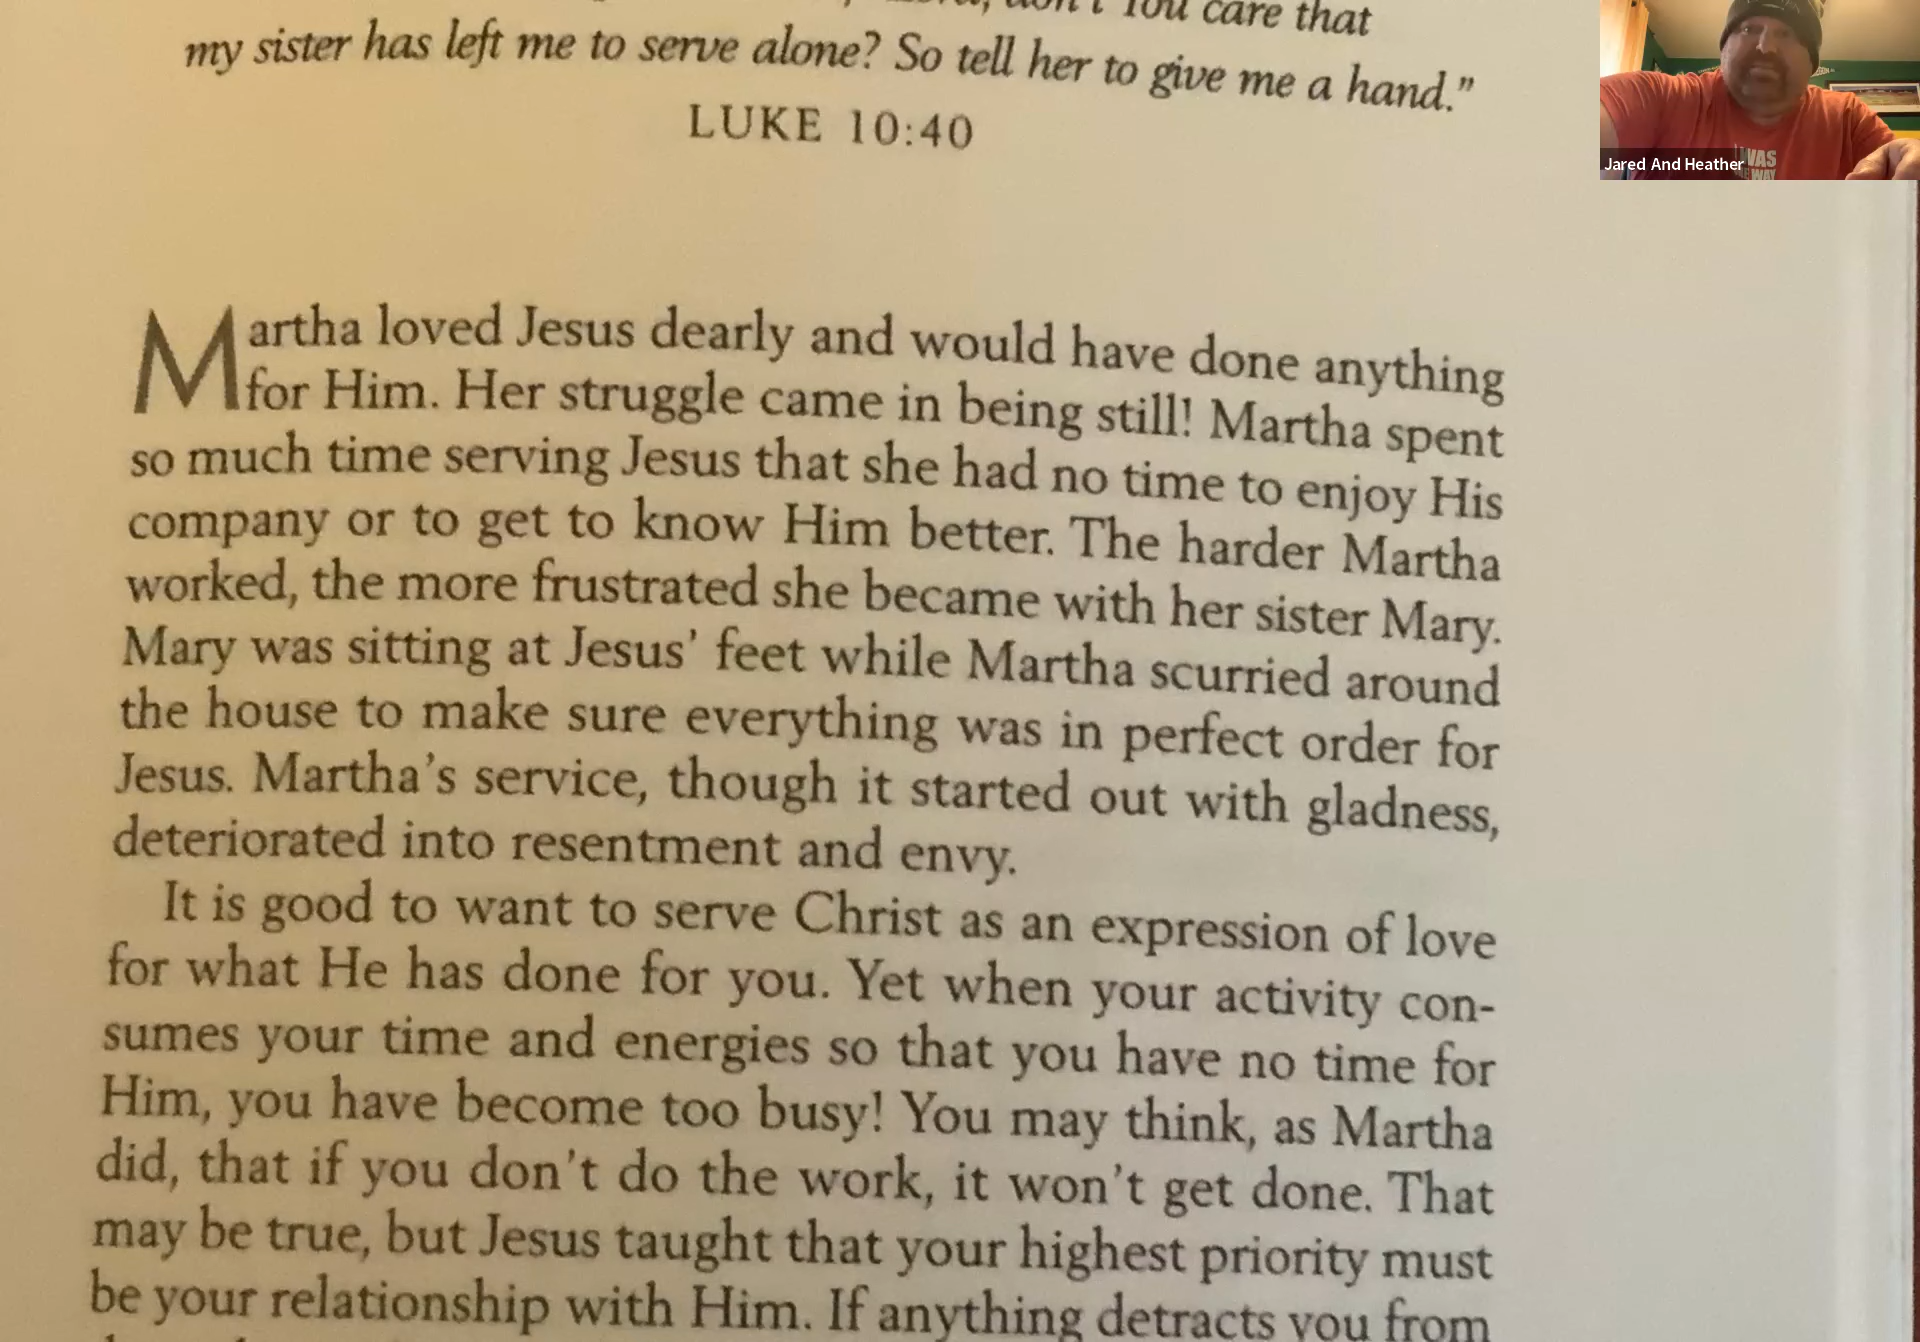 don't You care that
my sister has left me to serve alone? So tell her to give me a hand.”
LUKE 10:40
Jared And Heather
WAS
WAY
Martha loved Jesus dearly and would have done anything
for Him. Her struggle came in being still! Martha spent
so much time serving Jesus that she had no time to enjoy His
company or to get to know Him better. The harder Martha
worked, the more frustrated she became with her sister Mary.
Mary was sitting at Jesus’ feet while Martha scurried around
the house to make sure everything was in perfect order for
Jesus. Martha’s service, though it started out with gladness,
deteriorated into resentment and envy.
It is good to want to serve Christ as an expression of love
for what He has done for you. Yet when your activity con-
sumes your time and energies so that you have no time for
Him, you have become too busy! You may think, as Martha
did, that if you don’t do the work, it won’t get done. That
may be true, but Jesus taught that your highest priority must
be your relationship with Him. If anything detracts you from